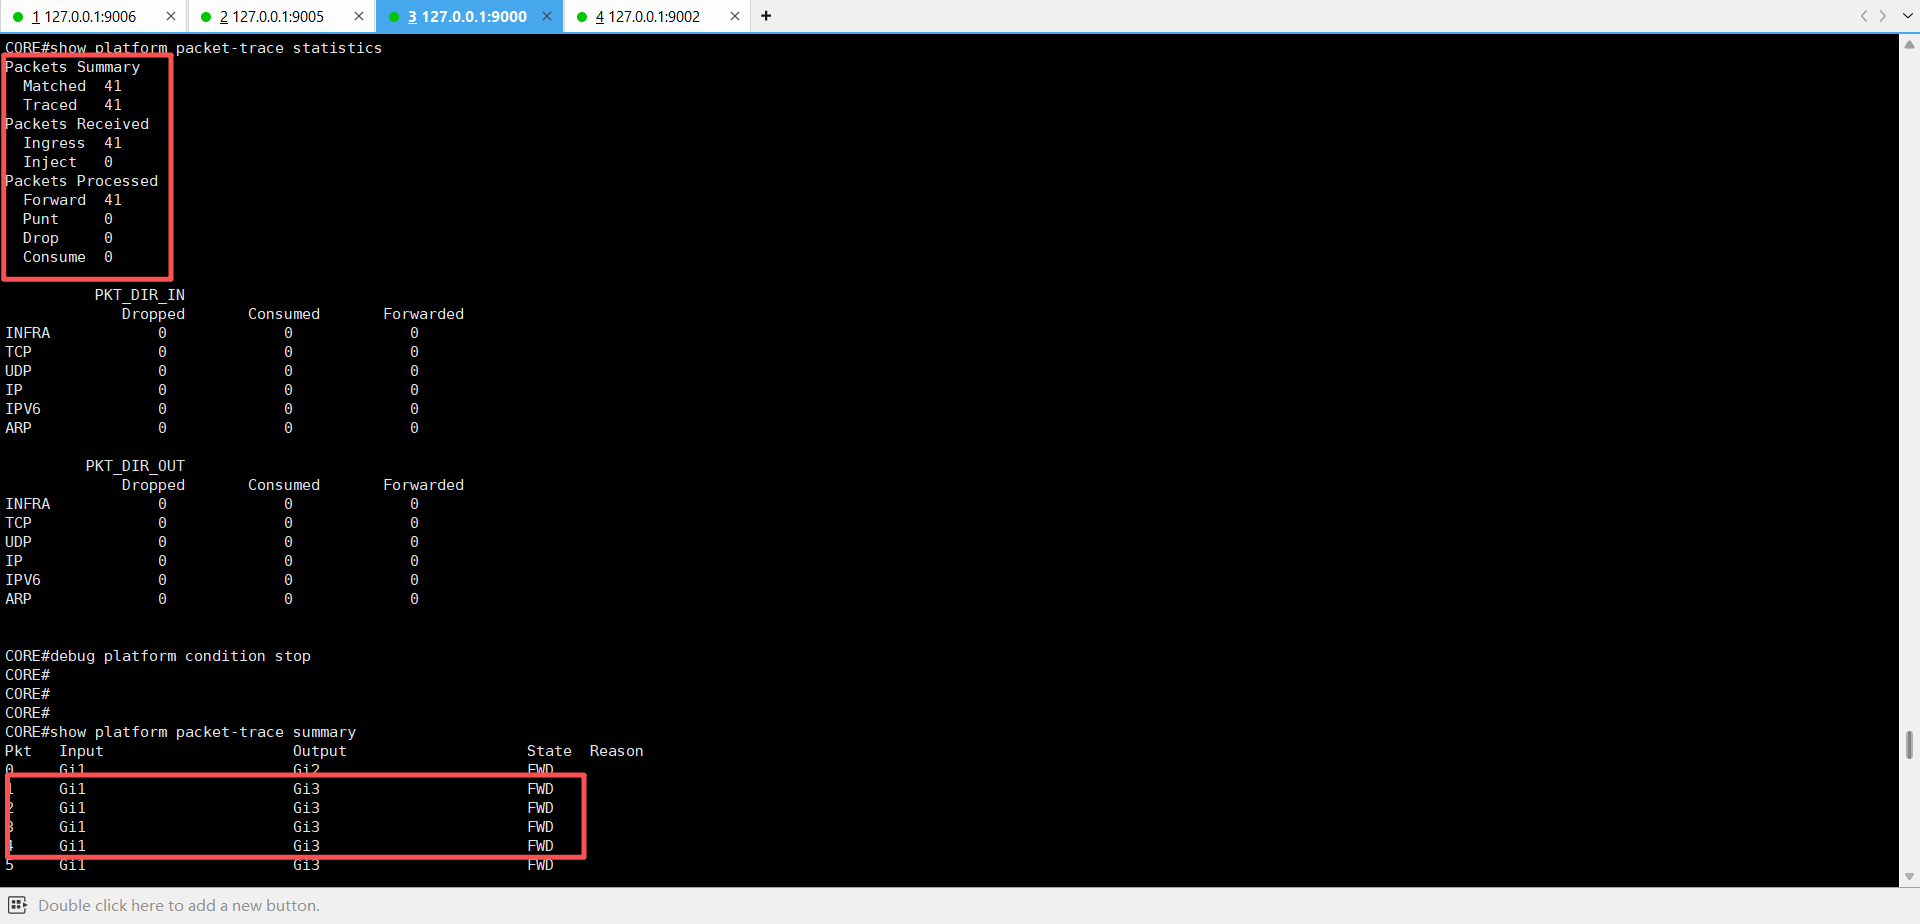 1 127.0.0.1:9006 2 127.0.0.1:9005 3 127.0.0.1:9000 4 127.0.0.1:9002
CORE#show platform packet-trace statistics
Packets Summary
  Matched  41
  Traced   41
Packets Received
  Ingress  41
  Inject   0
Packets Processed
  Forward  41
  Punt     0
  Drop     0
  Consume  0
          PKT_DIR_IN
             Dropped       Consumed       Forwarded
INFRA            0             0             0
TCP              0             0             0
UDP              0             0             0
IP               0             0             0
IPV6             0             0             0
ARP              0             0             0
         PKT_DIR_OUT
             Dropped       Consumed       Forwarded
INFRA            0             0             0
TCP              0             0             0
UDP              0             0             0
IP               0             0             0
IPV6             0             0             0
ARP              0             0             0
CORE#debug platform condition stop
CORE#
CORE#
CORE#
CORE#show platform packet-trace summary
Pkt   Input                     Output                    State  Reason
0     Gi1                       Gi2                       FWD
1     Gi1                       Gi3                       FWD
2     Gi1                       Gi3                       FWD
3     Gi1                       Gi3                       FWD
4     Gi1                       Gi3                       FWD
5     Gi1                       Gi3                       FWD
Double click here to add a new button.